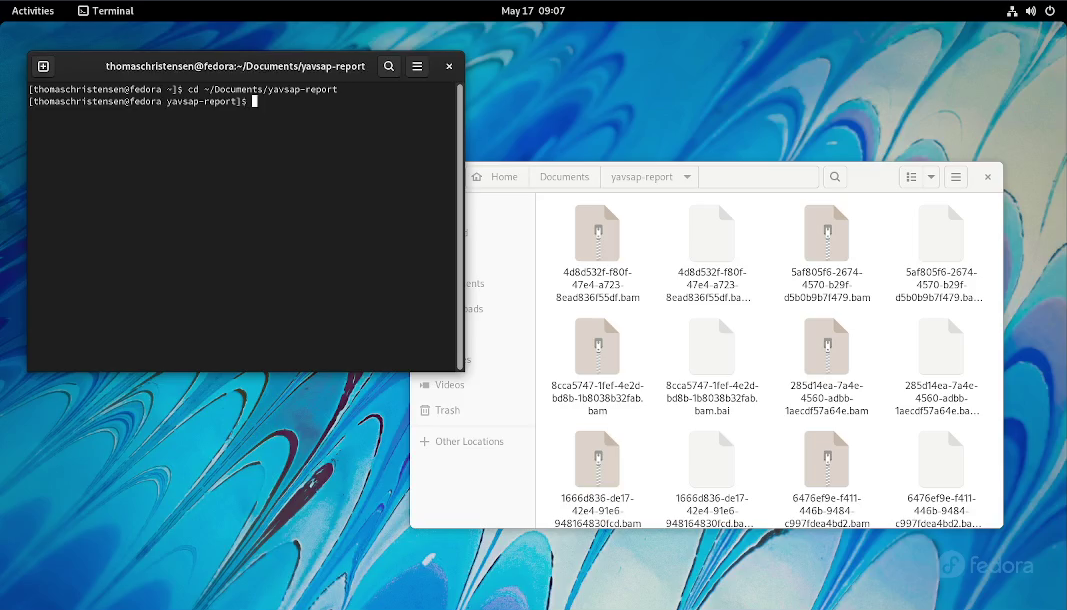 Activities
Terminal
May 17 09:07
thomaschristensen@fedora:~/Documents/yavsap-report
[thomaschristensen@fedora ~]$ cd ~/Documents/yavsap-report
[thomaschristensen@fedora yavsap-report]$
Home
Documents
yavsap-report
ents
oads
es
Videos
Trash
Other Locations
4d8d532f-f80f-
47e4-a723-
8ead836f55df.bam
4d8d532f-f80f-
47e4-a723-
8ead836f55df.ba...
5af805f6-2674-
4570-b29f-
d5b0b9b7f479.bam
5af805f6-2674-
4570-b29f-
d5b0b9b7f479.ba...
8cca5747-1fef-4e2d-
bd8b-1b8038b32fab.
bam
8cca5747-1fef-4e2d-
bd8b-1b8038b32fab.
bam.bai
285d14ea-7a4e-
4560-adbb-
1aecdf57a64e.bam
285d14ea-7a4e-
4560-adbb-
1aecdf57a64e.ba...
1666d836-de17-
42e4-91e6-
948164830fcd.bam
1666d836-de17-
42e4-91e6-
948164830fcd.ba...
6476ef9e-f411-
446b-9484-
c997fdea4bd2.bam
6476ef9e-f411-
446b-9484-
c997fdea4bd2.ba...
fedora